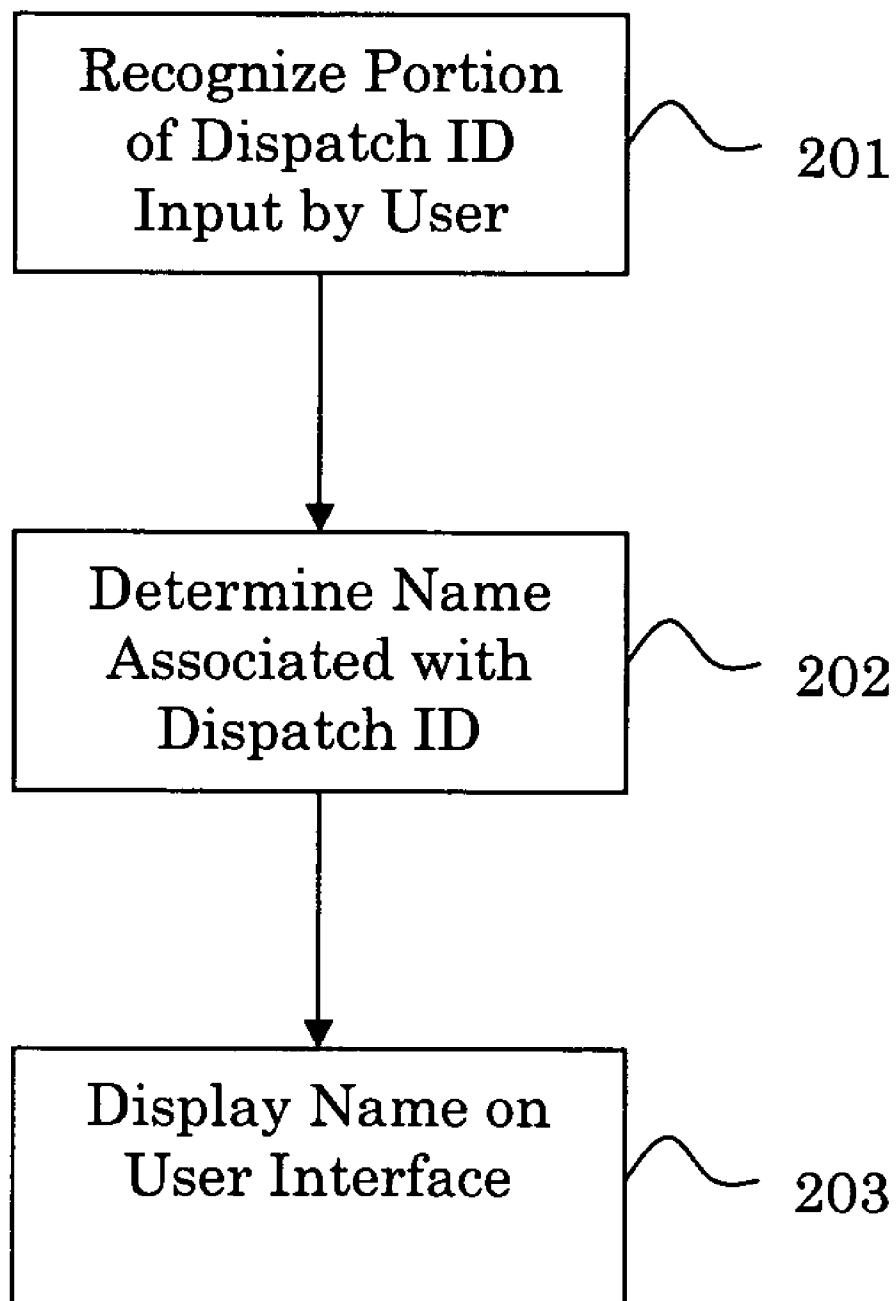 Recognize Portion
of Dispatch ID
Input by User
201
Determine Name
Associated with
Dispatch ID
202
Display Name on
User Interface
203